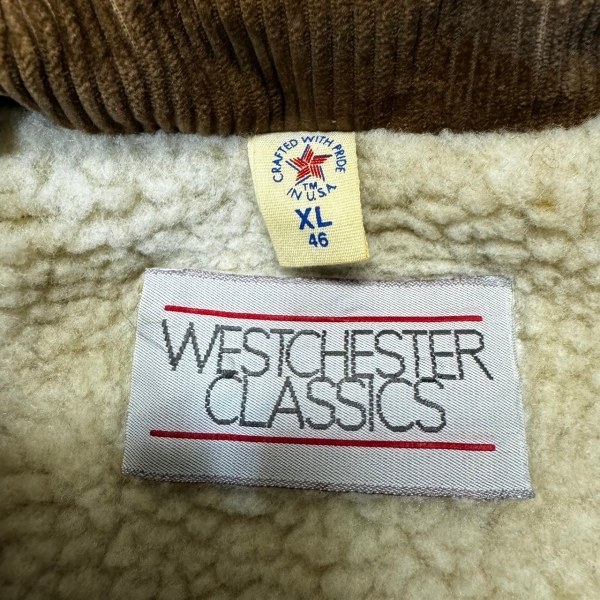 CRAFTED WITH PRIDE
TM
IN U.S.A
XL
46
WESTCHESTER
CLASSICS